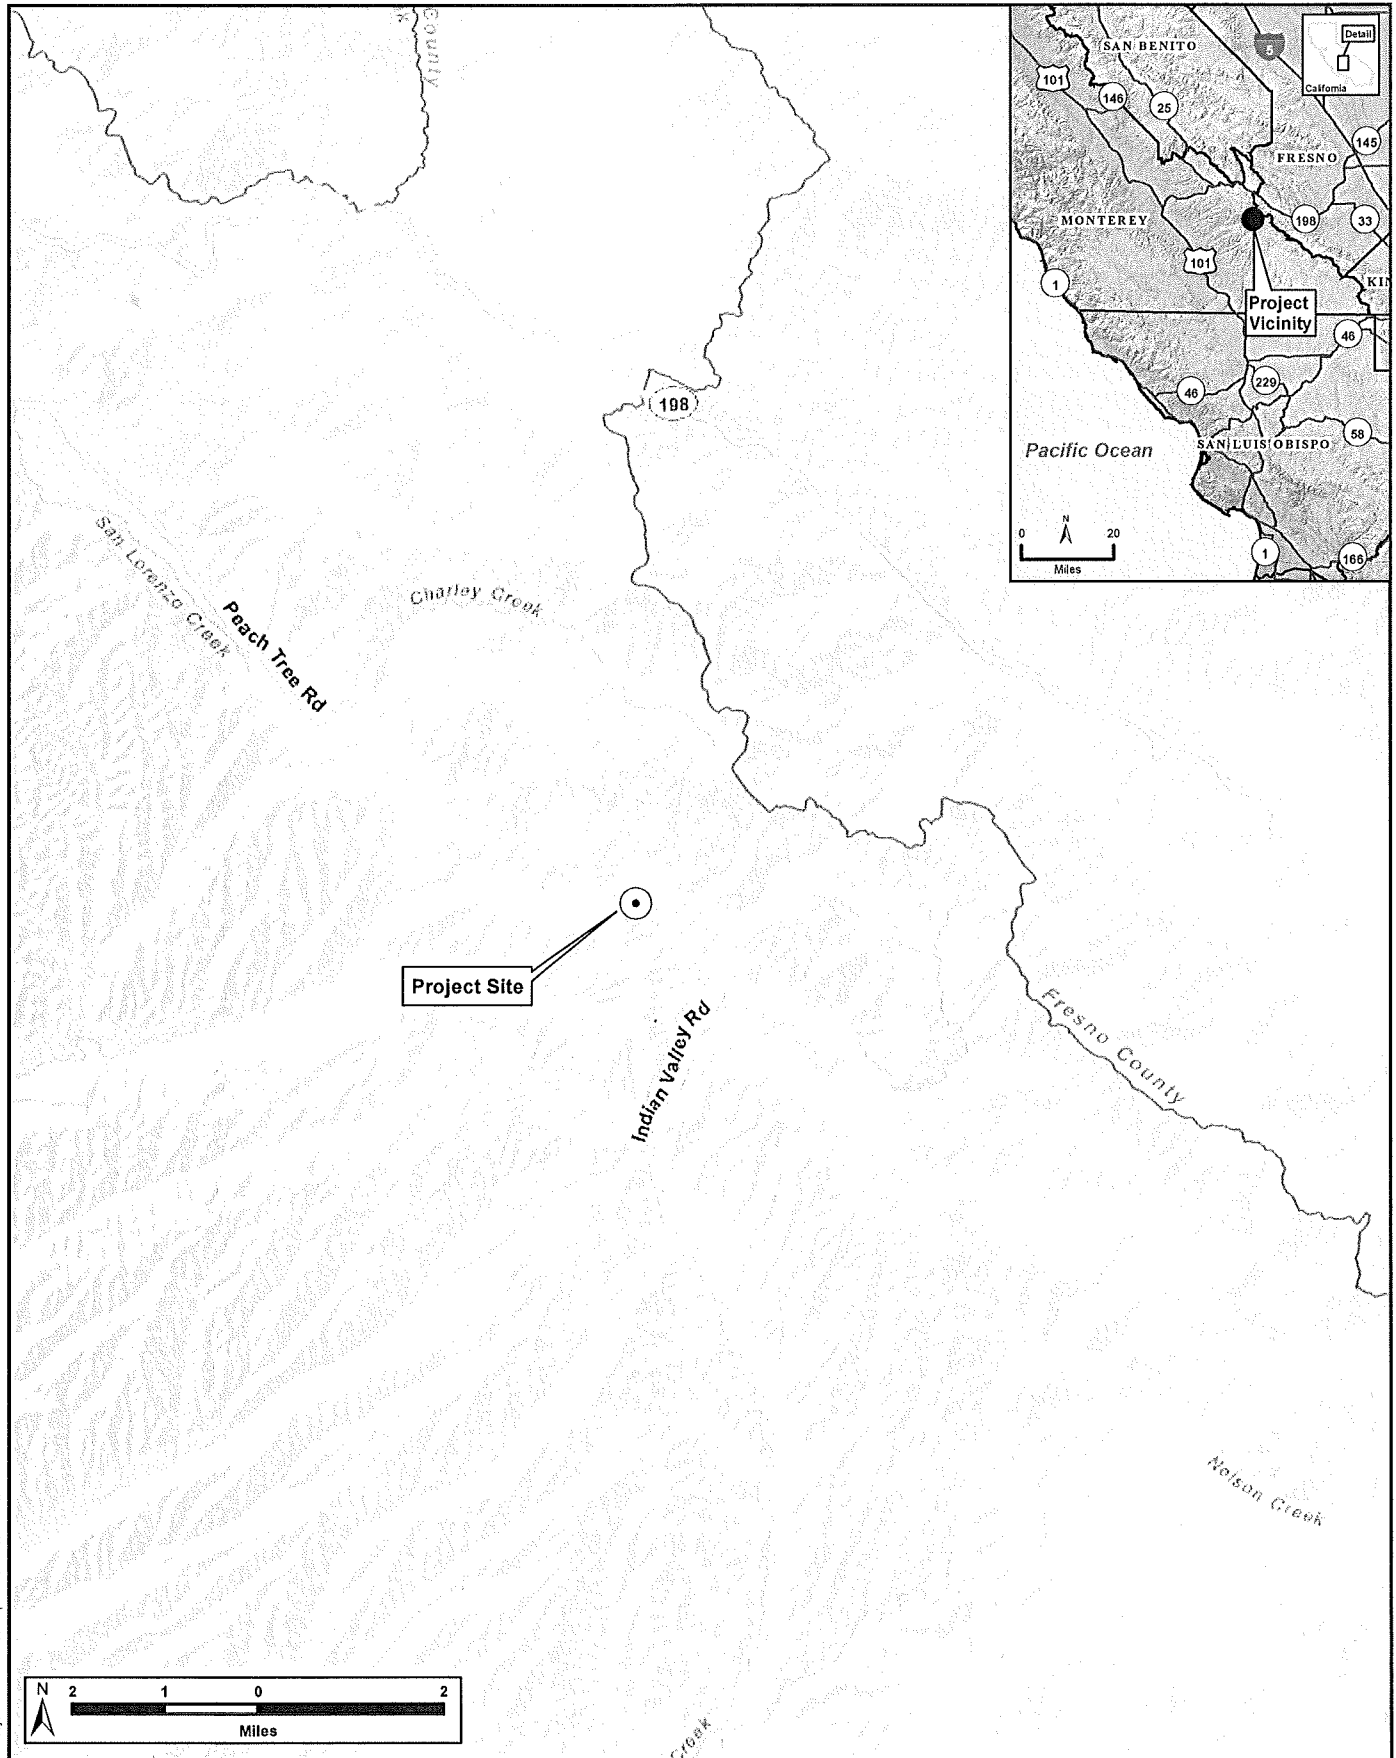 County
SAN BENITO
5
Detail
California
101
146
25
145
FRESNO
MONTEREY
198
33
101
1
KIN
Project
Vicinity
46
229
46
58
SAN LUIS OBISPO
Pacific Ocean
0
N
20
Miles
1
166
198
San Lorenzo Creek
Peach Tree Rd
Charley Creek
Project Site
Indian Valley Rd
Fresno County
Nelson Creek
N
2
1
0
2
Miles
Creek